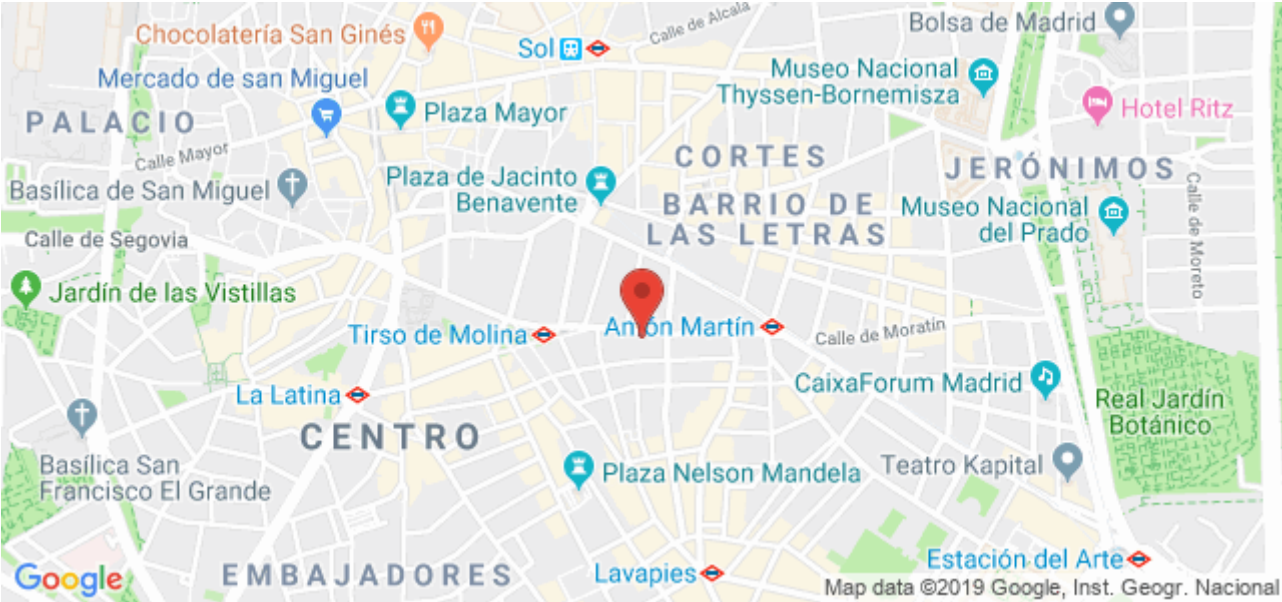 Chocolatería San Ginés
Sol
Calle de Alcala
Bolsa de Madrid
Mercado de san Miguel
Museo Nacional
Thyssen-Bornemisza
Plaza Mayor
Hotel Ritz
PALACIO
Calle Mayor
CORTES
JERÓNIMOS
Basílica de San Miguel
Plaza de Jacinto
Benavente
BARRIO DE
LAS LETRAS
Museo Nacional
del Prado
Calle de Moreto
Calle de Segovia
Jardín de las Vistillas
Tirso de Molina
Antón Martín
Calle de Moratín
La Latina
CaixaForum Madrid
Real Jardín
Botánico
CENTRO
Basílica San
Francisco El Grande
Plaza Nelson Mandela
Teatro Kapital
Estación del Arte
EMBAJADORES
Lavapies
Google
Map data ©2019 Google, Inst. Geogr. Nacional